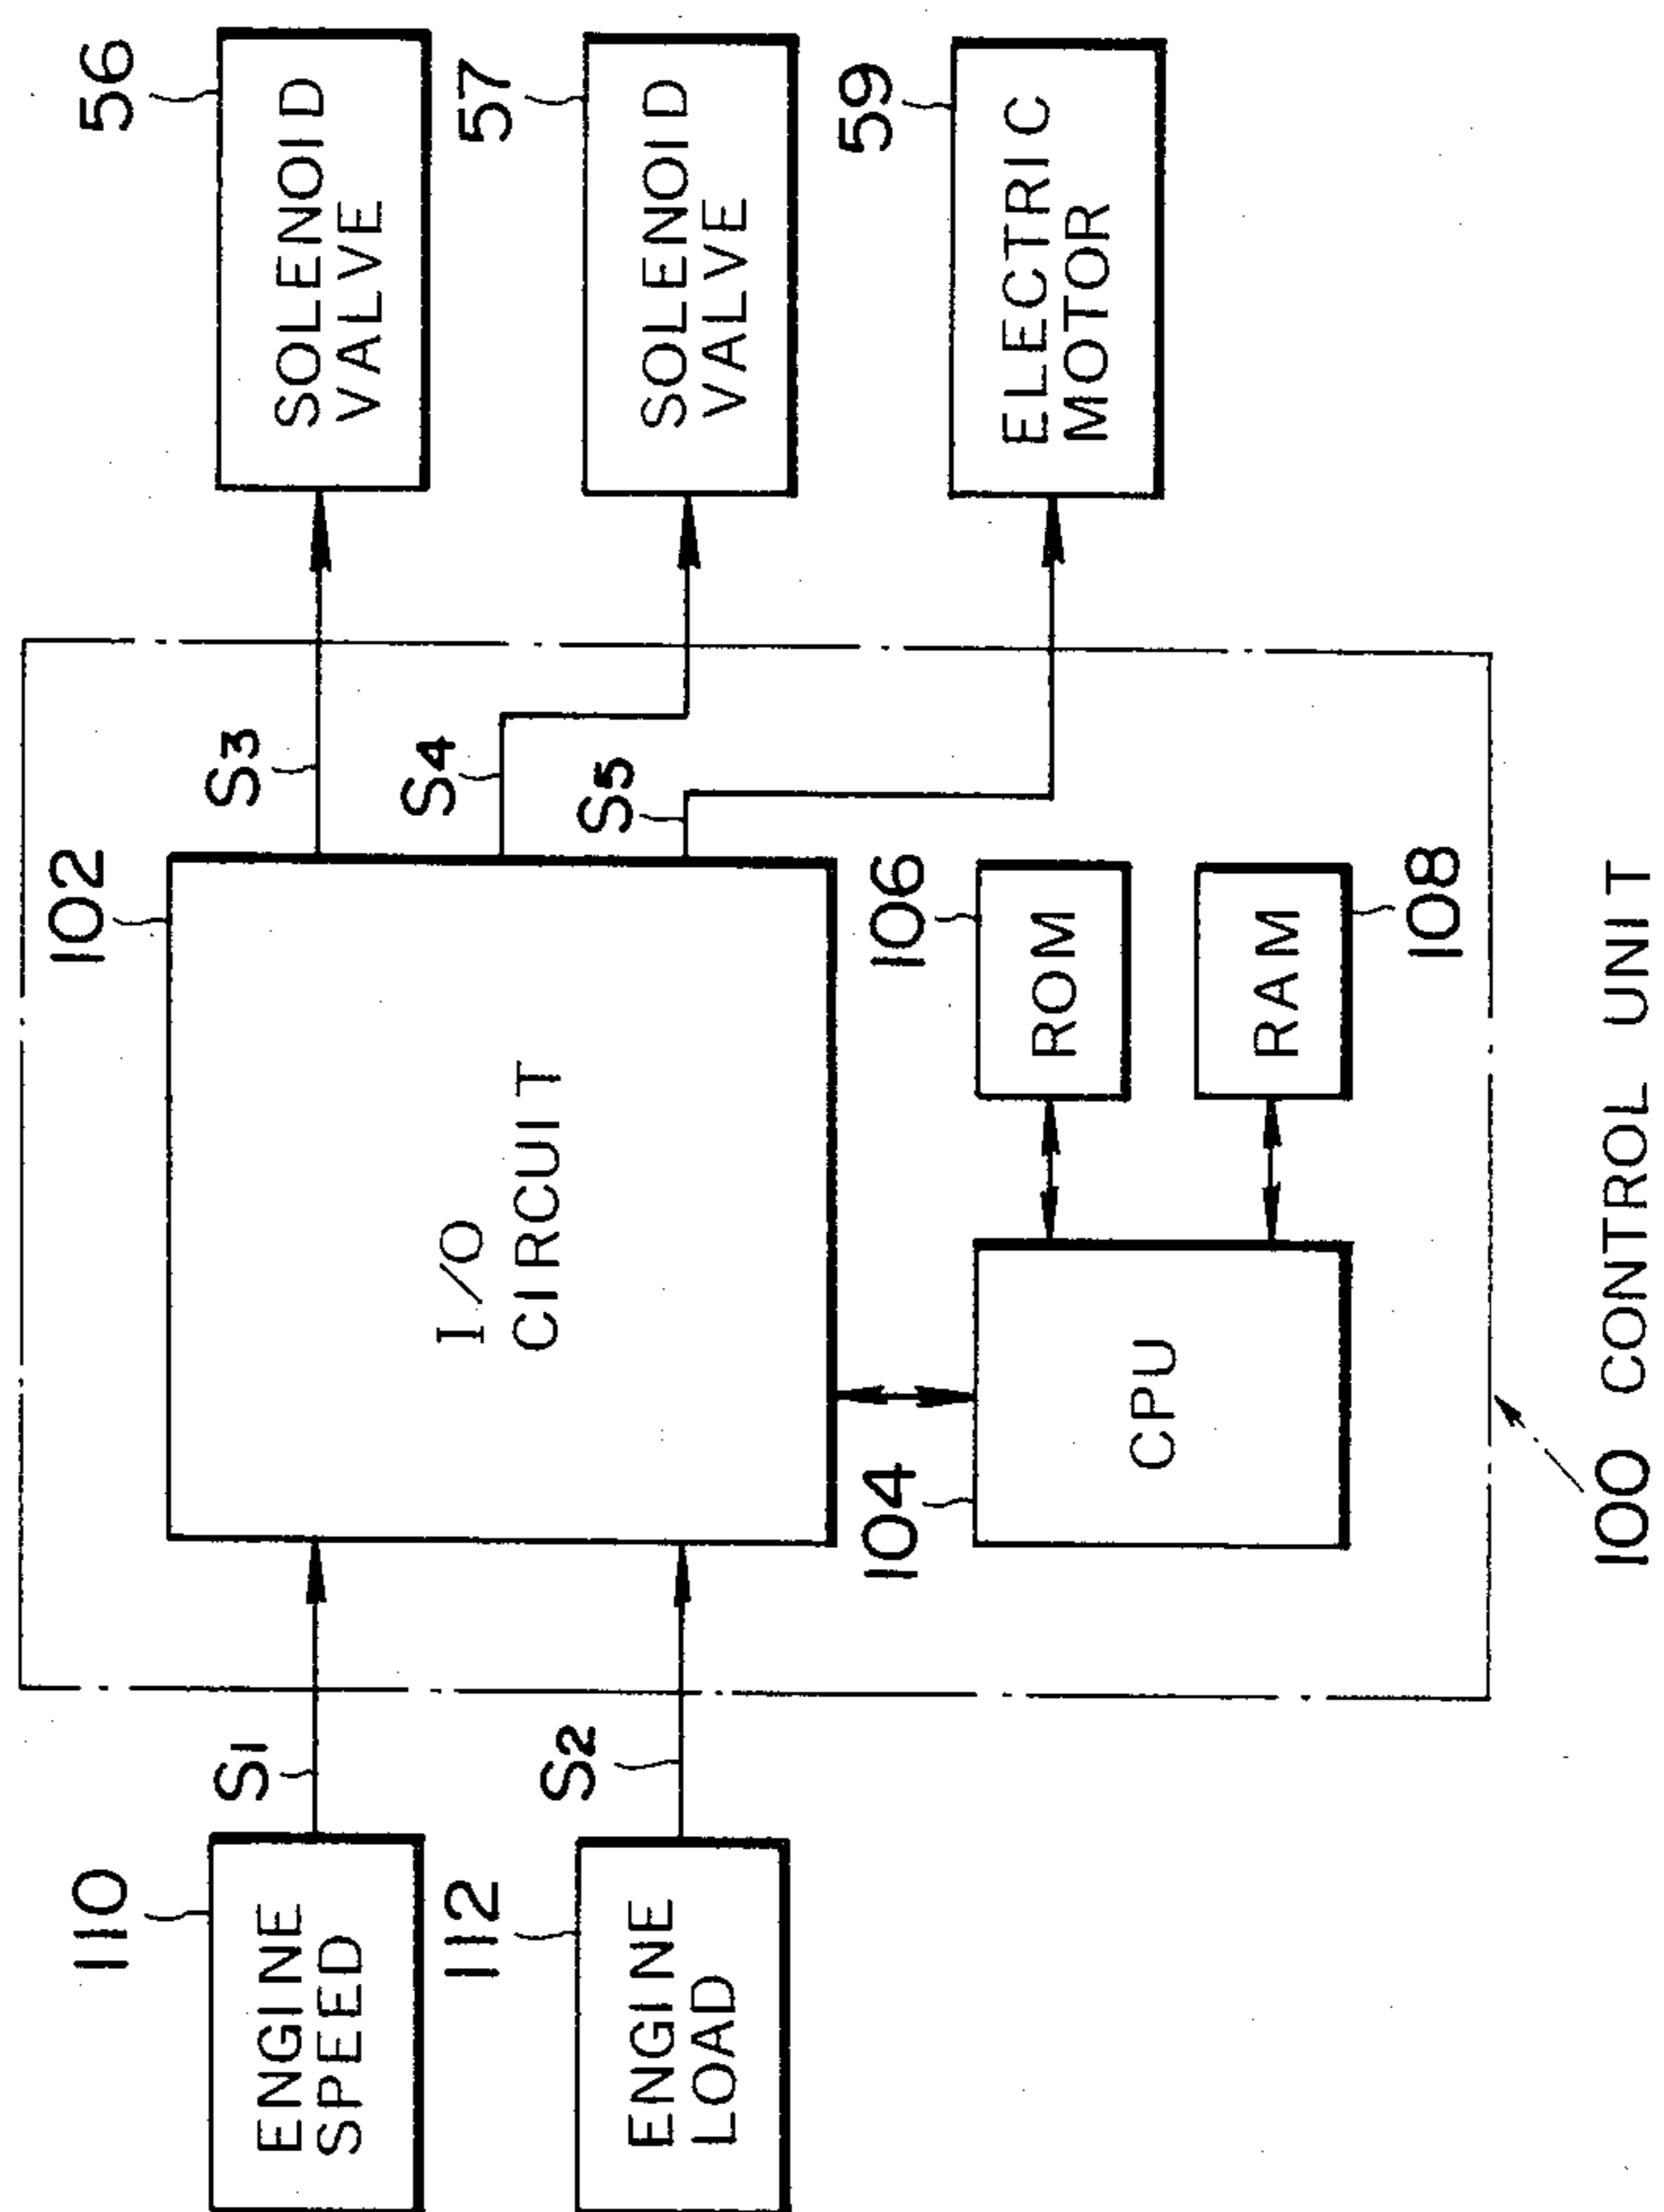 110
ENGINE
SPEED
112
ENGINE
LOAD
S1
S2
102
I/O
CIRCUIT
104
CPU
106
ROM
RAM
108
S3
S4
S5
56
SOLENOID
VALVE
57
SOLENOID
VALVE
59
ELECTRIC
MOTOR
100 CONTROL UNIT